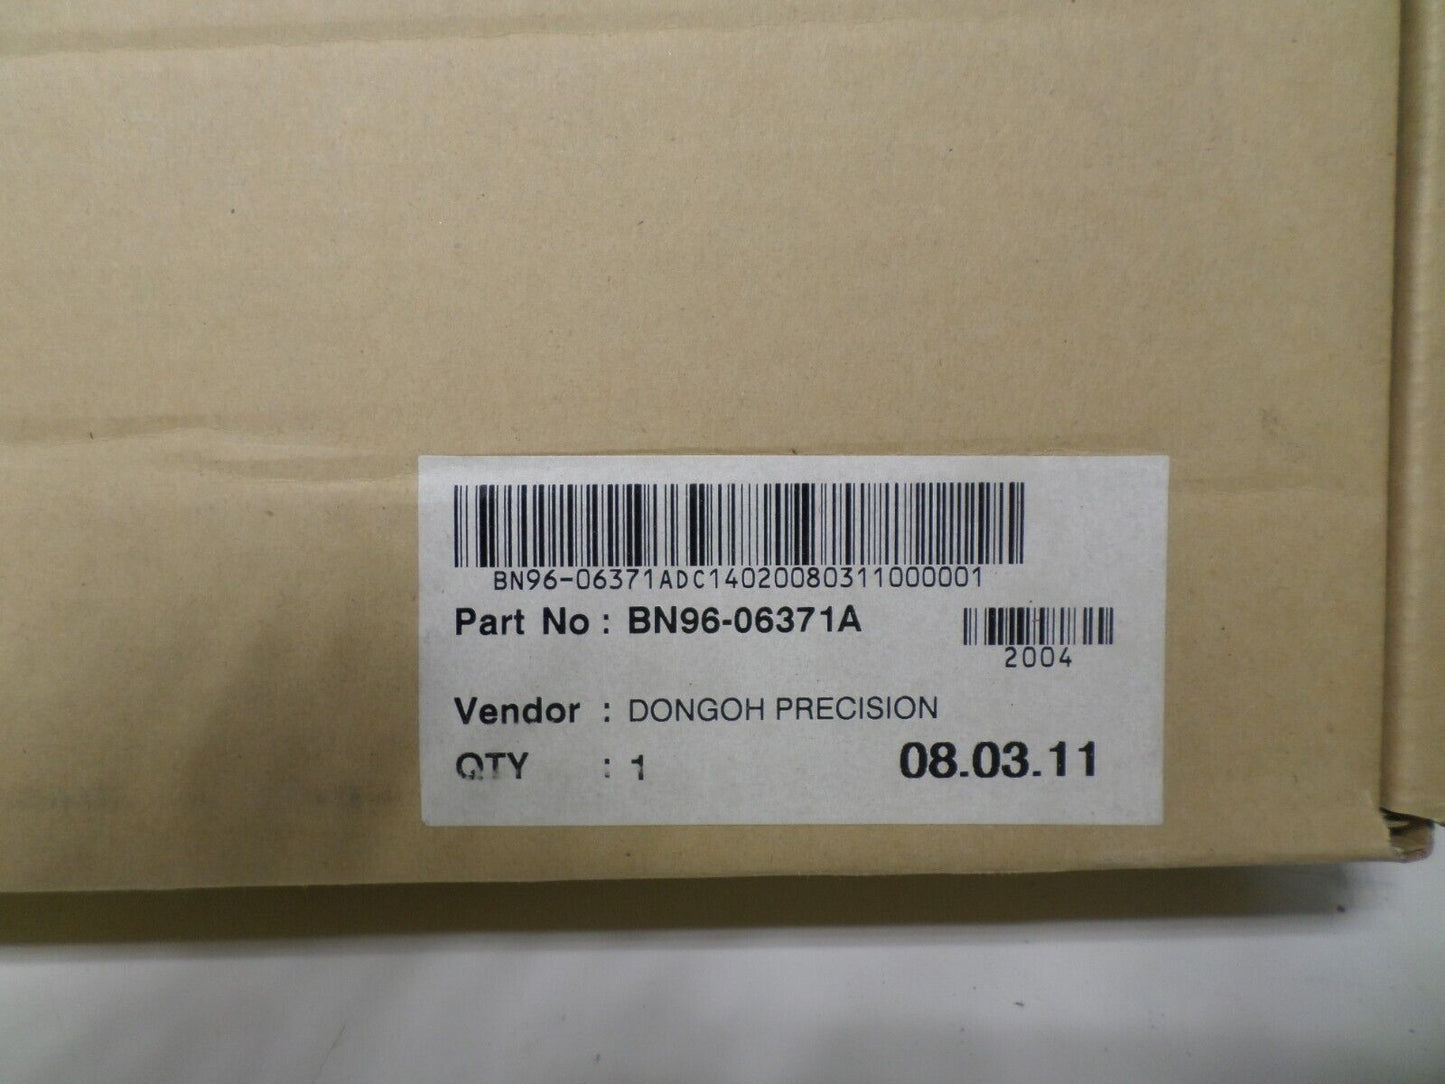 BN96-06371ADC14020080311000001
Part No : BN96-06371A
2004
Vendor : DONGOH PRECISION
QTY : 1
08.03.11